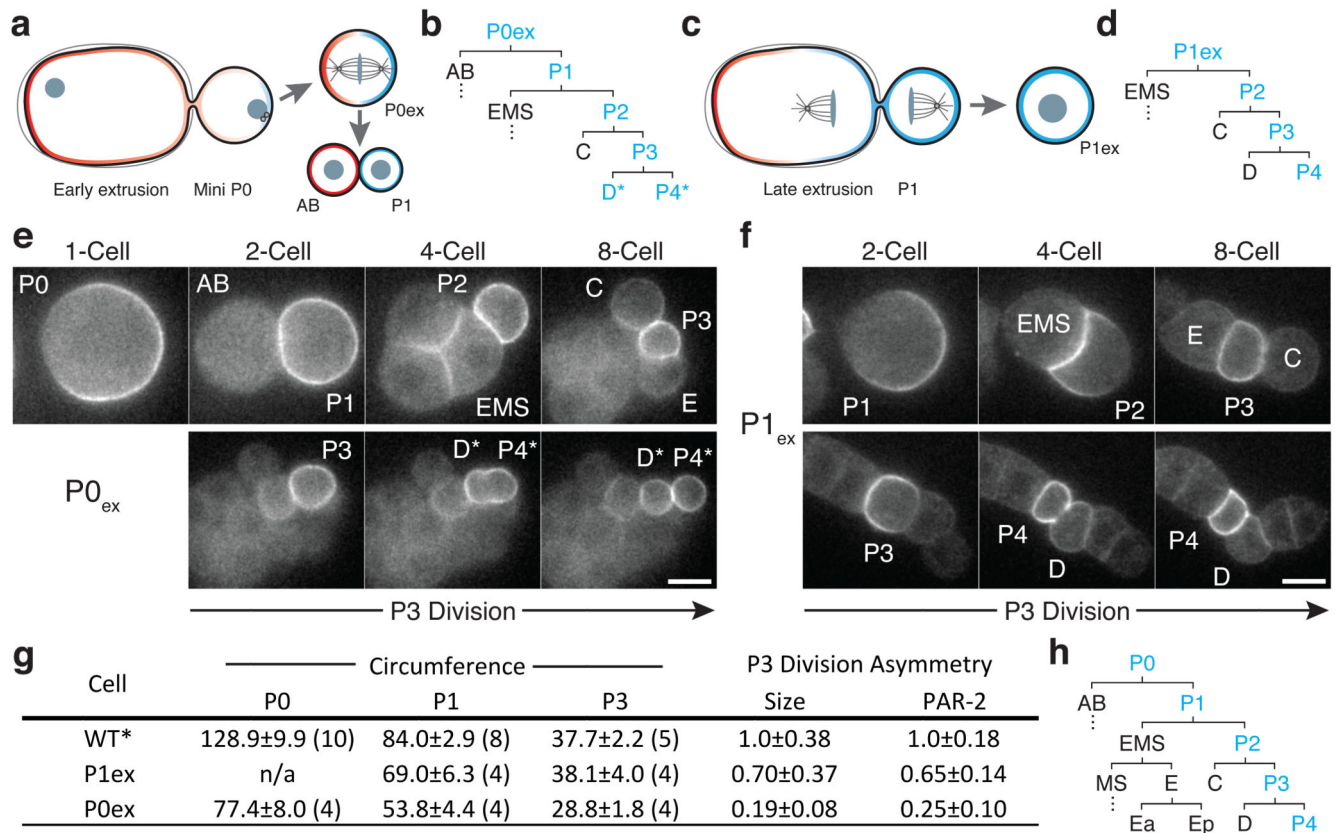 a
Early extrusion Mini P0
P0ex
AB P1
b
P0ex
AB P1
EMS P2
C P3
D* P4*
c
Late extrusion P1
P1ex
d
P1ex
EMS P2
C P3
D P4
e
1-Cell 2-Cell 4-Cell 8-Cell
P0 AB P2 C
P3
P1 EMS E
P0ex
P3 D* P4* D* P4*
P3 Division
f
2-Cell 4-Cell 8-Cell
EMS E
C
P1 P2 P3
P1ex
P3 P4 D P4 D
P3 Division
g
Circumference P3 Division Asymmetry
Cell P0 P1 P3 Size PAR-2
WT* 128.9±9.9 (10) 84.0±2.9 (8) 37.7±2.2 (5) 1.0±0.38 1.0±0.18
P1ex n/a 69.0±6.3 (4) 38.1±4.0 (4) 0.70±0.37 0.65±0.14
P0ex 77.4±8.0 (4) 53.8±4.4 (4) 28.8±1.8 (4) 0.19±0.08 0.25±0.10
h
P0
AB P1
EMS P2
MS E C P3
Ea Ep D P4